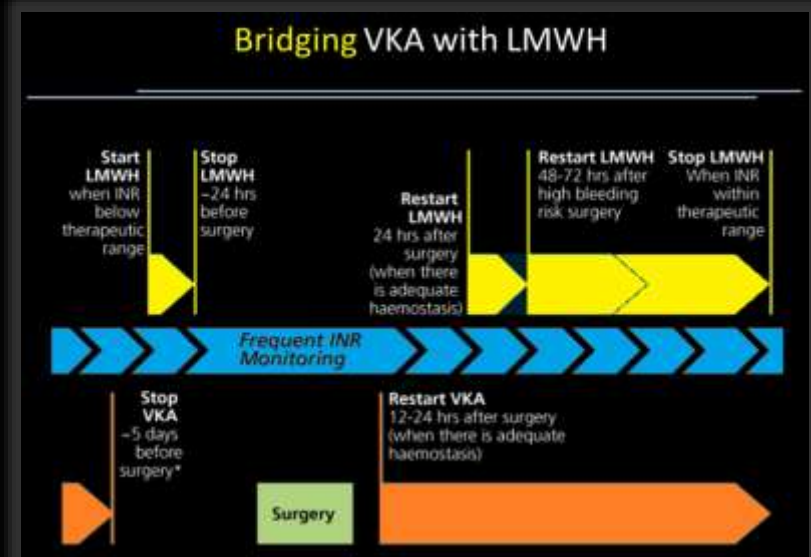 Bridging VKA with LMWH
Start
LMWH
when INR
below
therapeutic
range
Stop
LMWH
~24 hrs
before
surgery
Restart
LMWH
24 hrs after
surgery
(when there
is adequate
haemostasis)
Restart LMWH
48-72 hrs after
high bleeding
risk surgery
Stop LMWH
When INR
within
therapeutic
range
Frequent INR
Monitoring
Stop
VKA
~5 days
before
surgery*
Surgery
Restart VKA
12-24 hrs after surgery
(when there is adequate
haemostasis)